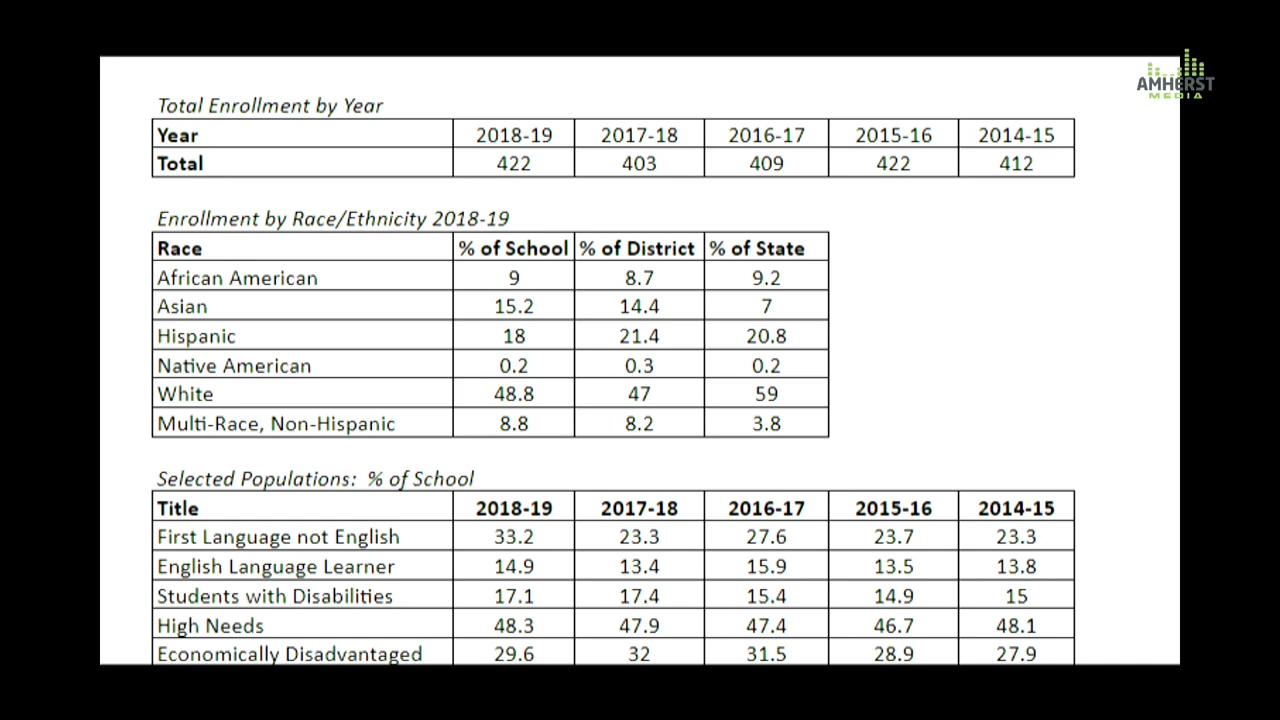 AMHERST
MEDIA
Total Enrollment by Year
Year 2018-19 2017-18 2016-17 2015-16 2014-15
Total 422 403 409 422 412
Enrollment by Race/Ethnicity 2018-19
Race % of School % of District % of State
African American 9 8.7 9.2
Asian 15.2 14.4 7
Hispanic 18 21.4 20.8
Native American 0.2 0.3 0.2
White 48.8 47 59
Multi-Race, Non-Hispanic 8.8 8.2 3.8
Selected Populations: % of School
Title 2018-19 2017-18 2016-17 2015-16 2014-15
First Language not English 33.2 23.3 27.6 23.7 23.3
English Language Learner 14.9 13.4 15.9 13.5 13.8
Students with Disabilities 17.1 17.4 15.4 14.9 15
High Needs 48.3 47.9 47.4 46.7 48.1
Economically Disadvantaged 29.6 32 31.5 28.9 27.9